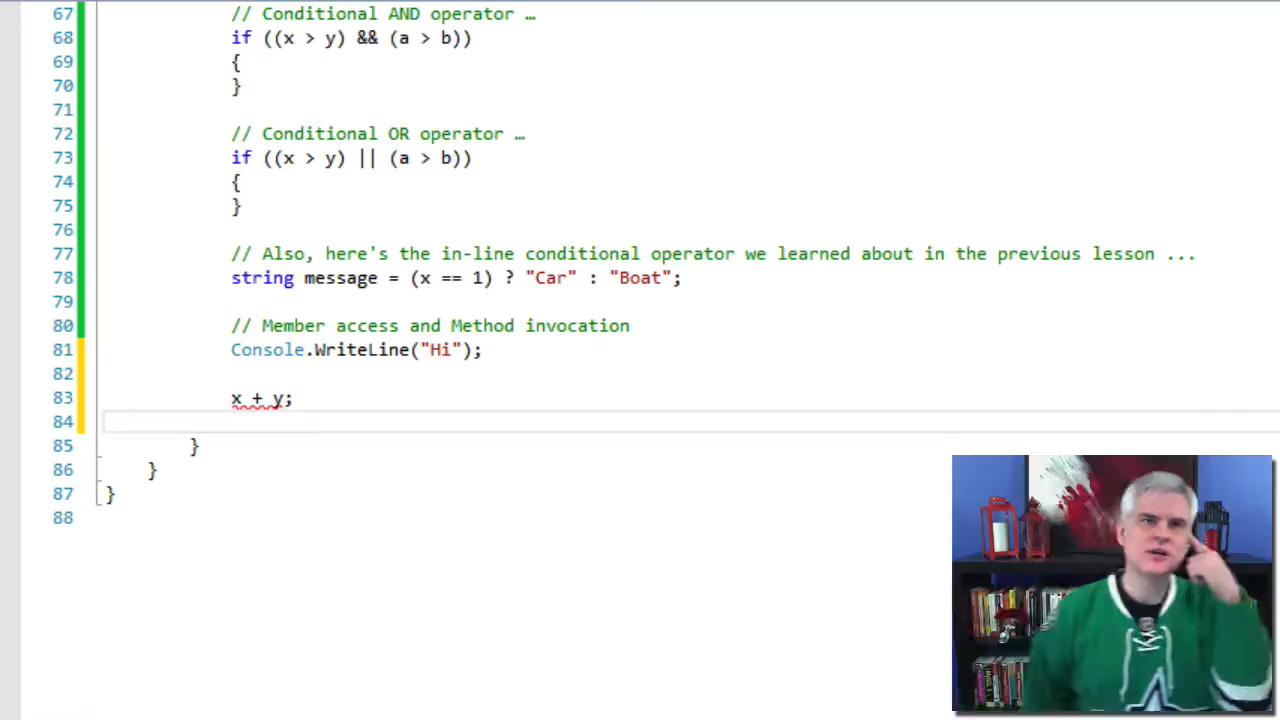 67 // Conditional AND operator …
68 if ((x > y) && (a > b))
69 {
70 }
71
72 // Conditional OR operator …
73 if ((x > y) || (a > b))
74 {
75 }
76
77 // Also, here's the in-line conditional operator we learned about in the previous lesson ...
78 string message = (x == 1) ? "Car" : "Boat";
79
80 // Member access and Method invocation
81 Console.WriteLine("Hi");
82
83 x + y;
84
85 }
86 }
87 }
88